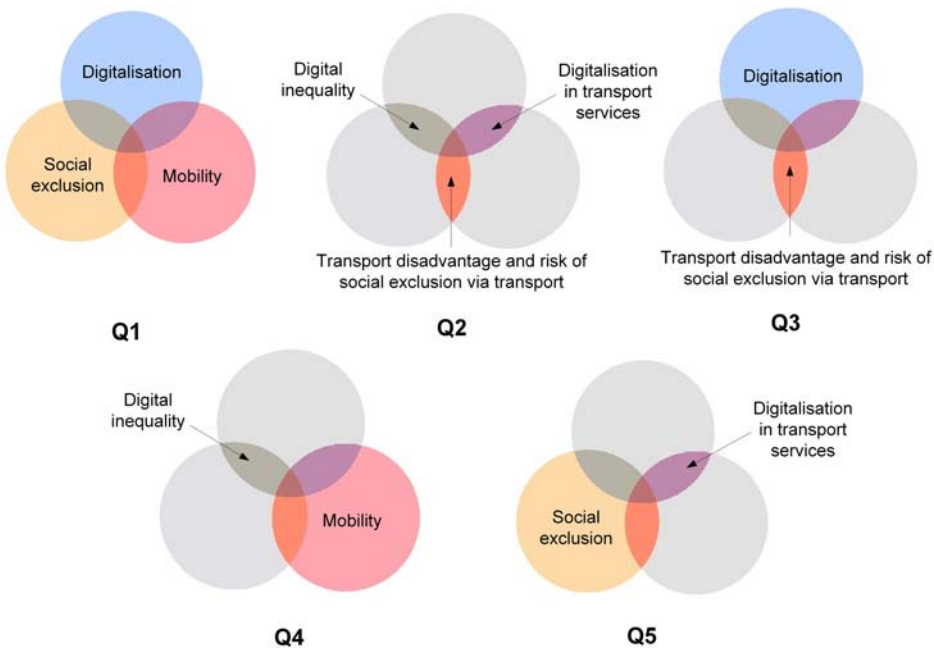 Digitalisation
Social
exclusion
Mobility
Q1
Digital
inequality
Digitalisation
in transport
services
Transport disadvantage and risk of
social exclusion via transport
Q2
Digitalisation
Transport disadvantage and risk of
social exclusion via transport
Q3
Digital
inequality
Mobility
Q4
Digitalisation
in transport
services
Social
exclusion
Q5